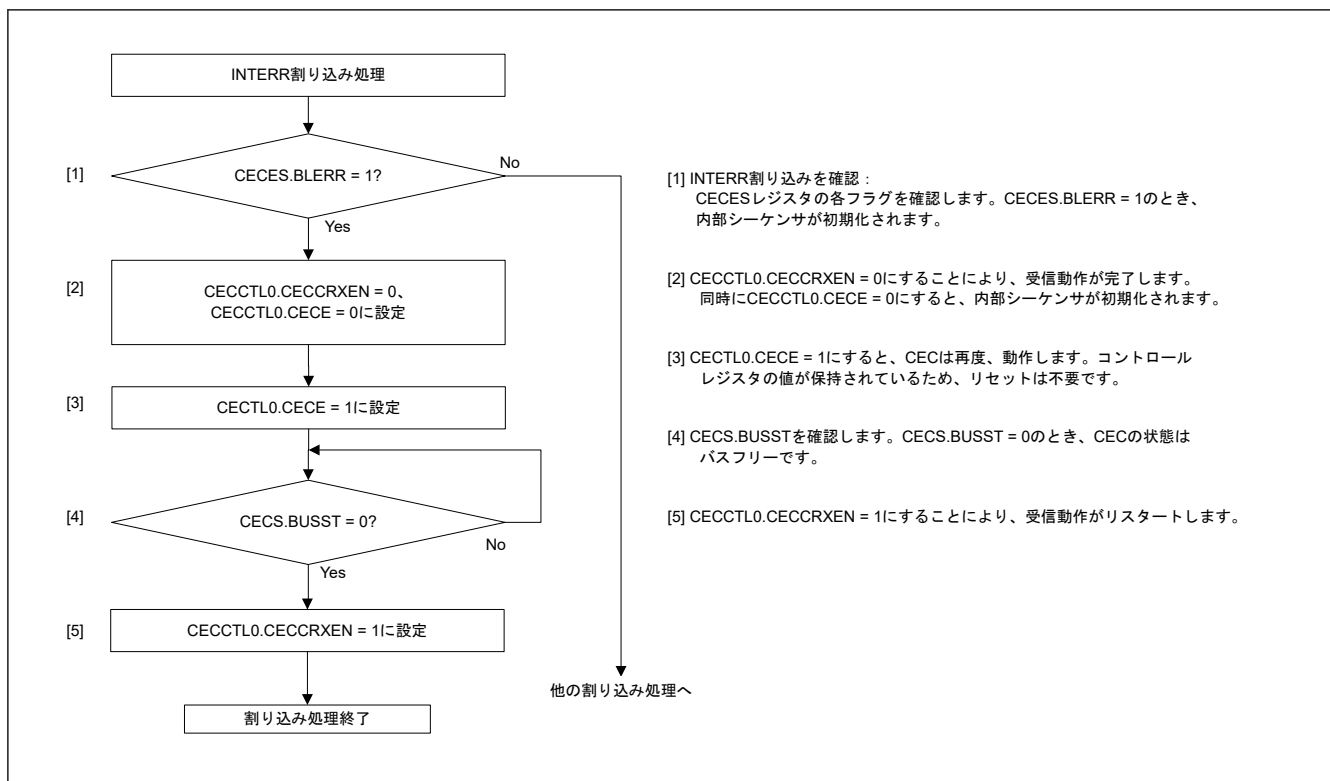 INTERR割り込み処理
[1]
CECES.BLERR = 1?
No
Yes
[2]
CECCTL0.CECCRXEN = 0、
CECCTL0.CECE = 0に設定
[3]
CECTL0.CECE = 1に設定
[4]
CECS.BUSST = 0?
No
Yes
[5]
CECCTL0.CECCRXEN = 1に設定
割り込み処理終了
他の割り込み処理へ
[1] INTERR割り込みを確認：
CECESレジスタの各フラグを確認します。CECES.BLERR = 1のとき、
内部シーケンサが初期化されます。
[2] CECCTL0.CECCRXEN = 0にすることにより、受信動作が完了します。
同時にCECCTL0.CECE = 0にすると、内部シーケンサが初期化されます。
[3] CECTL0.CECE = 1にすると、CECは再度、動作します。コントロール
レジスタの値が保持されているため、リセットは不要です。
[4] CECS.BUSSTを確認します。CECS.BUSST = 0のとき、CECの状態は
バスフリーです。
[5] CECCTL0.CECCRXEN = 1にすることにより、受信動作がリスタートします。